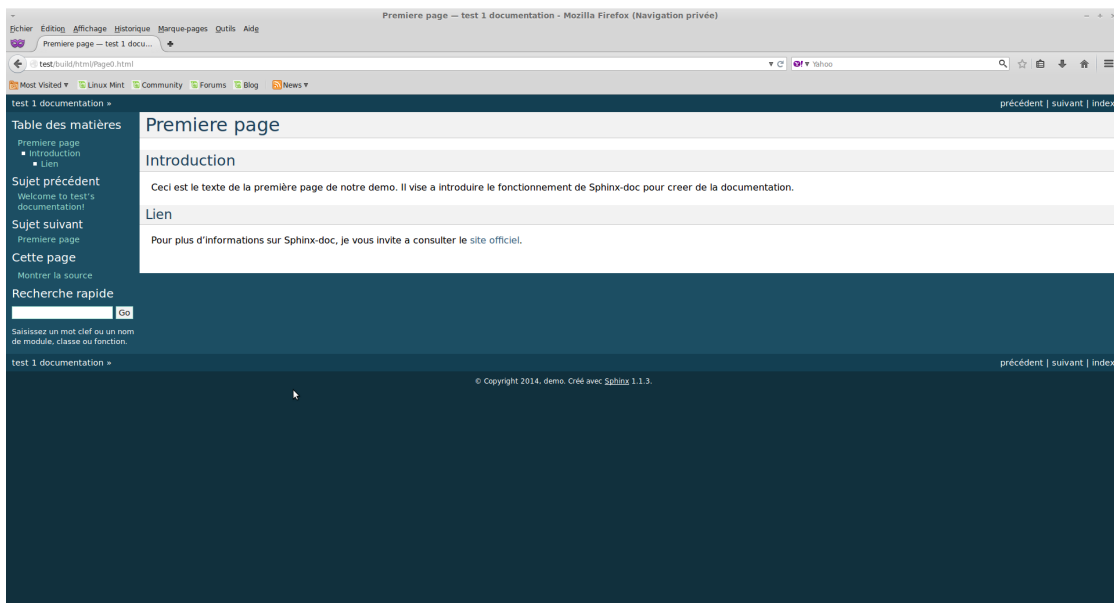 Premiere page — test 1 documentation - Mozilla Firefox (Navigation privée)
Fichier Édition Affichage Historique Marque-pages Outils Aide
Premiere page — test 1 docu...
test/build/html/Page0.html
Yahoo
Most Visited Linux Mint Community Forums Blog News
test 1 documentation »
précédent | suivant | index
Table des matières
Premiere page
Introduction
Lien
Sujet précédent
Welcome to test's
documentation!
Sujet suivant
Premiere page
Cette page
Montrer la source
Recherche rapide
Go
Saisissez un mot clef ou un nom
de module, classe ou fonction.
Premiere page
Introduction
Ceci est le texte de la première page de notre demo. Il vise a introduire le fonctionnement de Sphinx-doc pour creer de la documentation.
Lien
Pour plus d'informations sur Sphinx-doc, je vous invite a consulter le site officiel.
test 1 documentation »
précédent | suivant | index
© Copyright 2014, demo. Créé avec Sphinx 1.1.3.